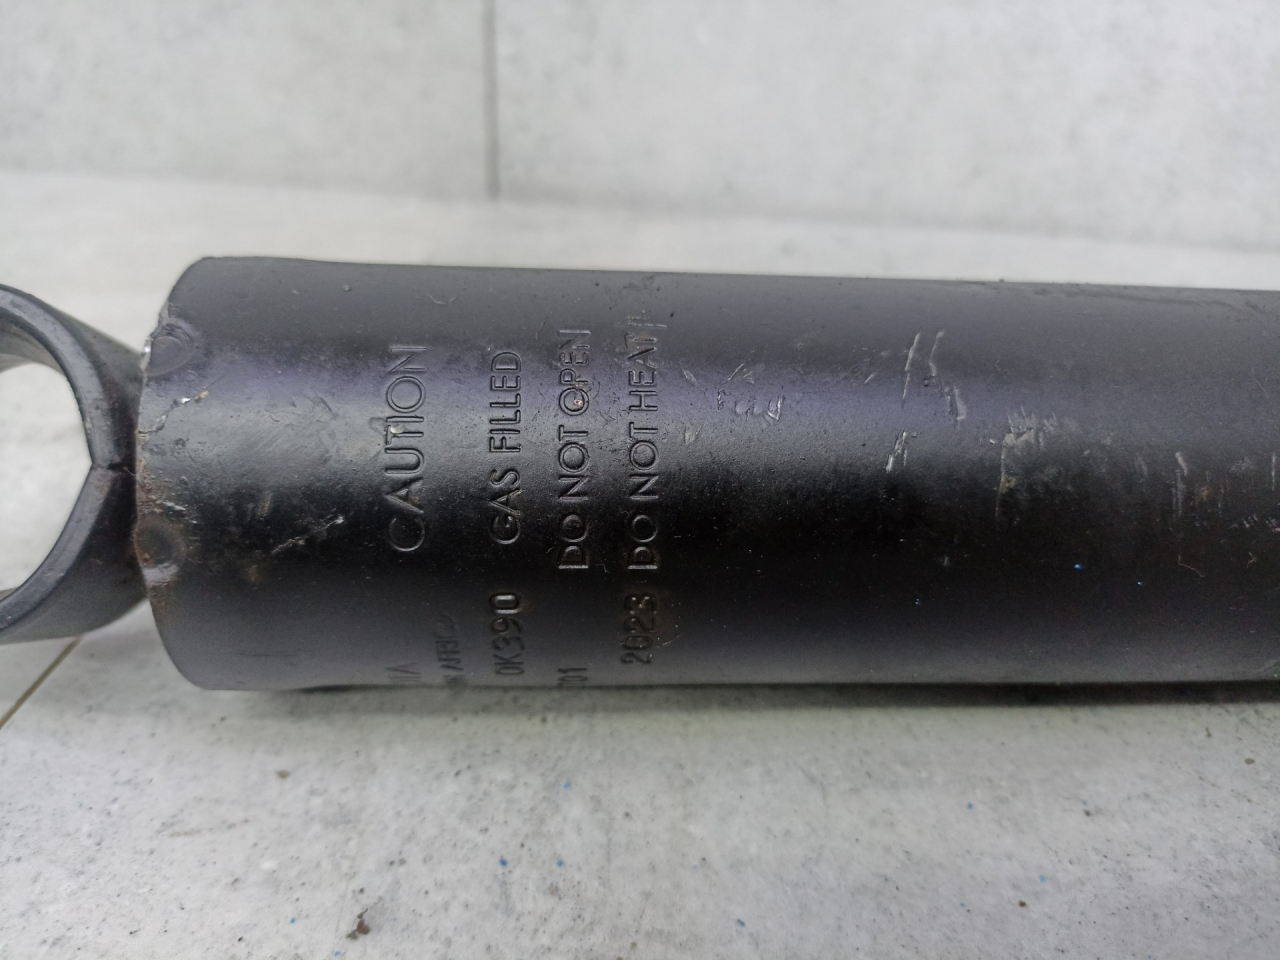 CAUTION
GAS FILLED
DO NOT OPEN
DO NOT HEAT
0K390
2023